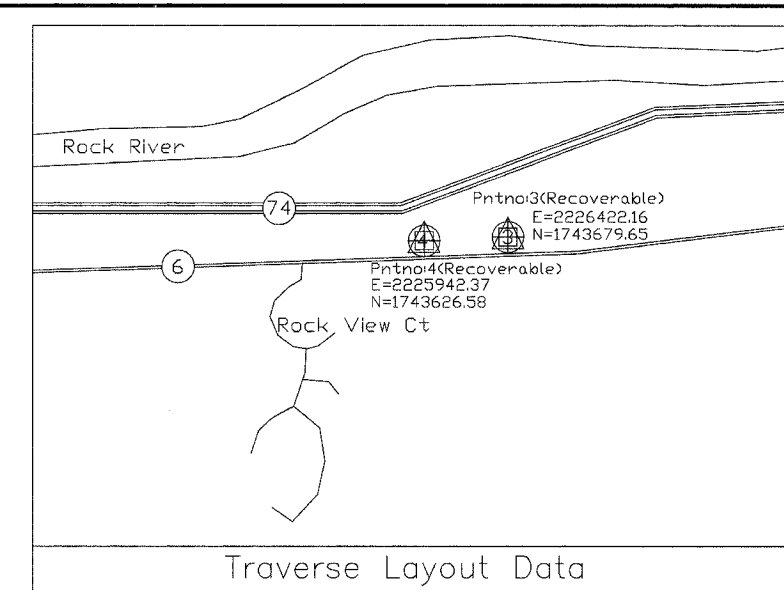 Rock River
74
Pntno:3(Recoverable)
E=2226422.16
N=1743679.65
4
3
6
Pntno:4(Recoverable)
E=2225942.37
N=1743626.58
Rock View Ct
Traverse Layout Data